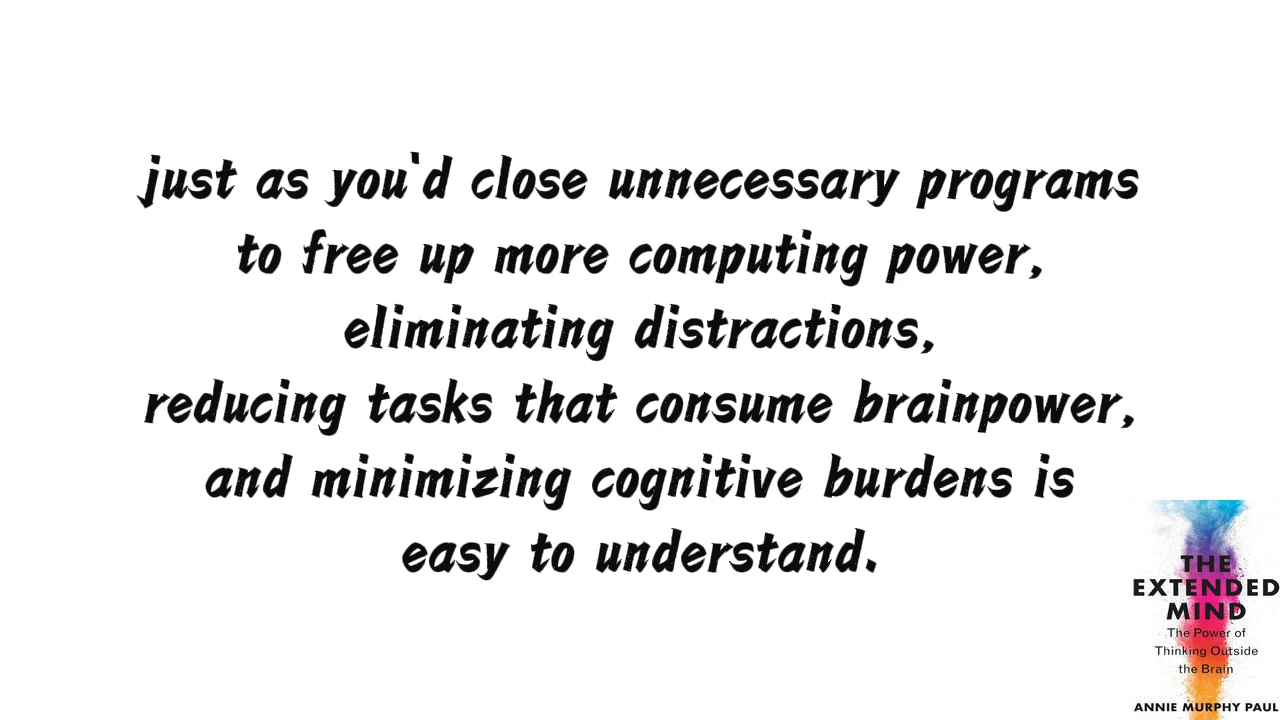 just as you`d close unnecessary programs
to free up more computing power,
eliminating distractions,
reducing tasks that consume brainpower,
and minimizing cognitive burdens is
easy to understand.
THE
EXTENDED
MIND
The Power of
Thinking Outside
the Brain
ANNIE MURPHY PAUL